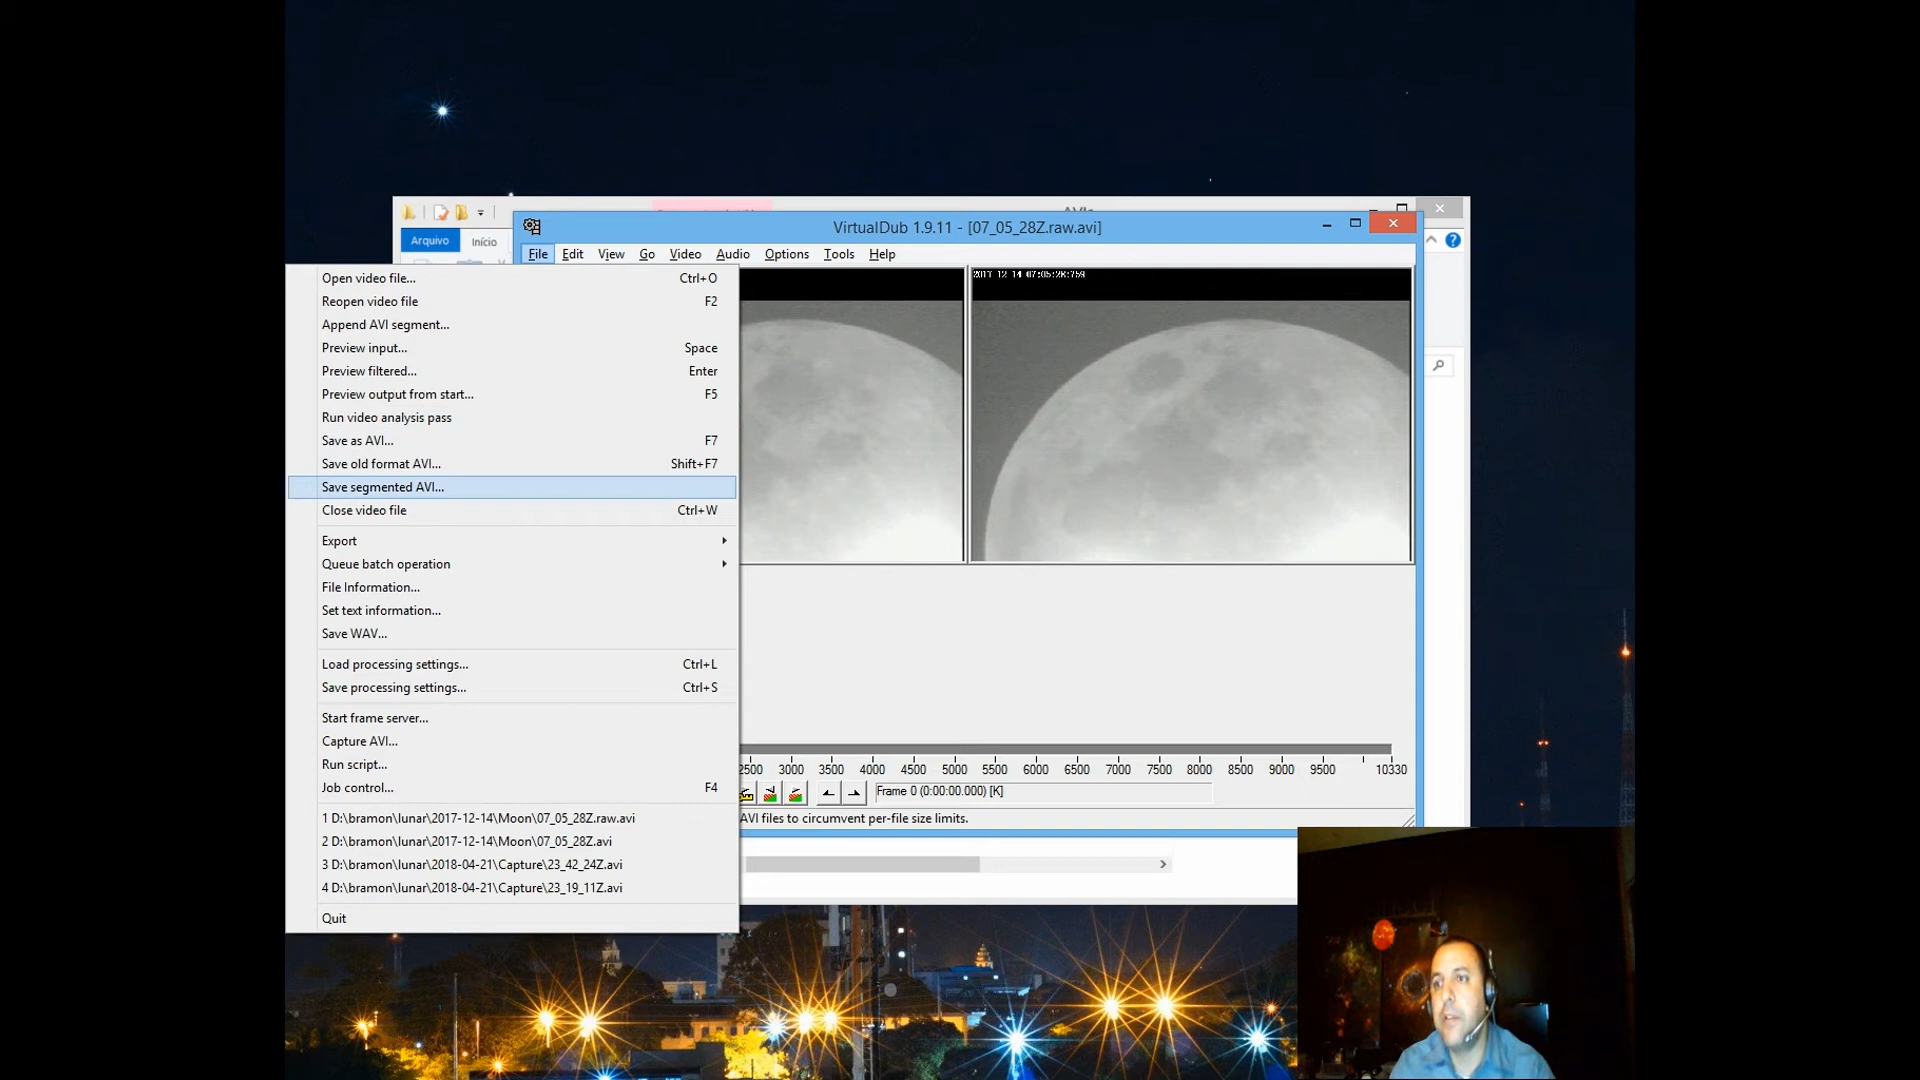 Arquivo
Início
VirtualDub 1.9.11 - [07_05_28Z.raw.avi]
File Edit View Go Video Audio Options Tools Help
Open video file... Ctrl+O
Reopen video file F2
Append AVI segment...
Preview input... Space
Preview filtered... Enter
Preview output from start... F5
Run video analysis pass
Save as AVI... F7
Save old format AVI... Shift+F7
Save segmented AVI...
Close video file Ctrl+W
Export
Queue batch operation
File Information...
Set text information...
Save WAV...
Load processing settings... Ctrl+L
Save processing settings... Ctrl+S
Start frame server...
Capture AVI...
Run script...
Job control... F4
1 D:\bramon\lunar\2017-12-14\Moon\07_05_28Z.raw.avi
2 D:\bramon\lunar\2017-12-14\Moon\07_05_28Z.avi
3 D:\bramon\lunar\2018-04-21\Capture\23_42_24Z.avi
4 D:\bramon\lunar\2018-04-21\Capture\23_19_11Z.avi
Quit
2017 12 14 07:05:28:759
2500 3000 3500 4000 4500 5000 5500 6000 6500 7000 7500 8000 8500 9000 9500 10330
Frame 0 (0:00:00.000) [K]
AVI files to circumvent per-file size limits.